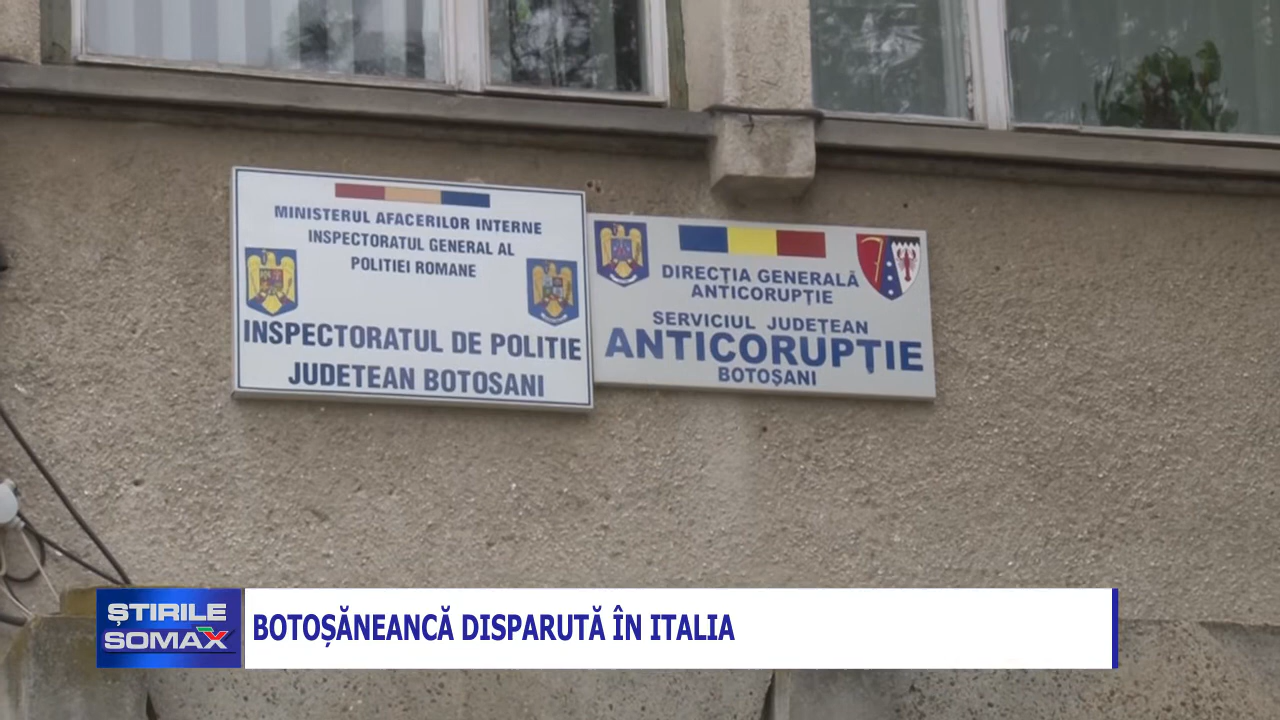 MINISTERUL AFACERILOR INTERNE
INSPECTORATUL GENERAL AL
POLITIEI ROMANE
INSPECTORATUL DE POLITIE
JUDETEAN BOTOSANI
DIRECȚIA GENERALĂ
ANTICORUPȚIE
SERVICIUL JUDEȚEAN
ANTICORUPȚIE
BOTOȘANI
ȘTIRILE
SOMAX
BOTOȘĂNEANCĂ DISPARUTĂ ÎN ITALIA